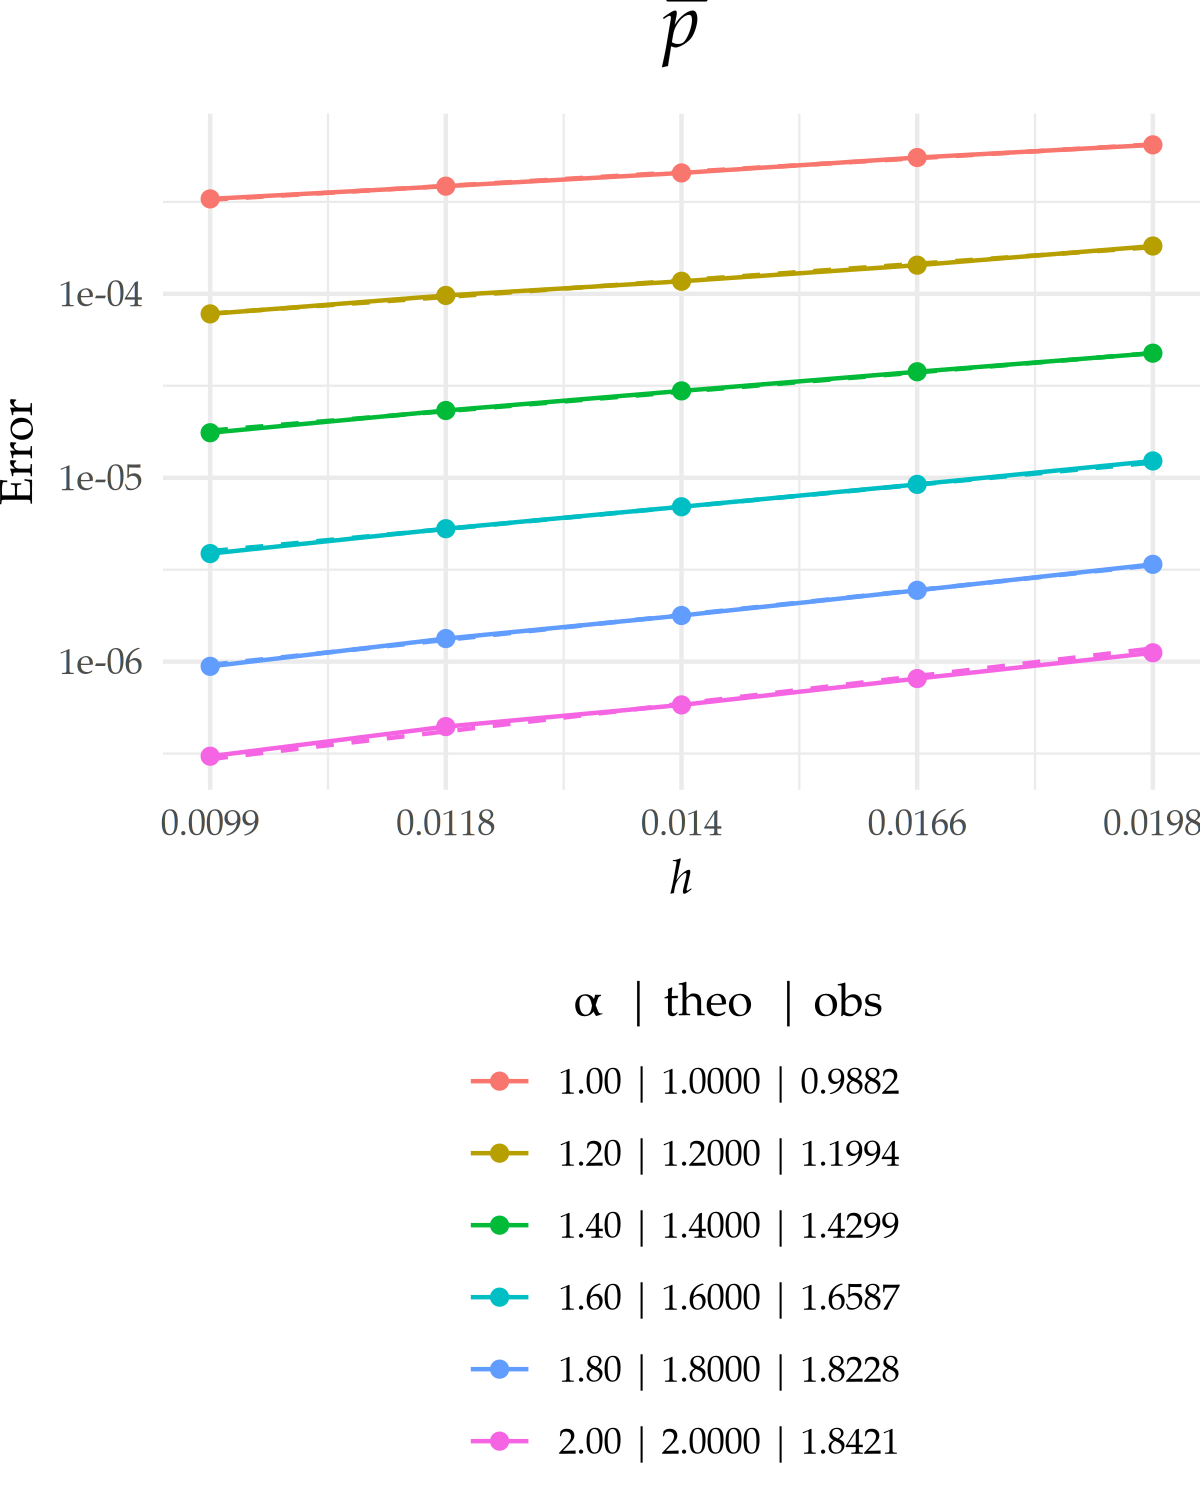 p̅
1e-04
1e-05
1e-06
Error
0.0099 0.0118 0.014 0.0166 0.0198
h
α | theo | obs
1.00 | 1.0000 | 0.9882
1.20 | 1.2000 | 1.1994
1.40 | 1.4000 | 1.4299
1.60 | 1.6000 | 1.6587
1.80 | 1.8000 | 1.8228
2.00 | 2.0000 | 1.8421